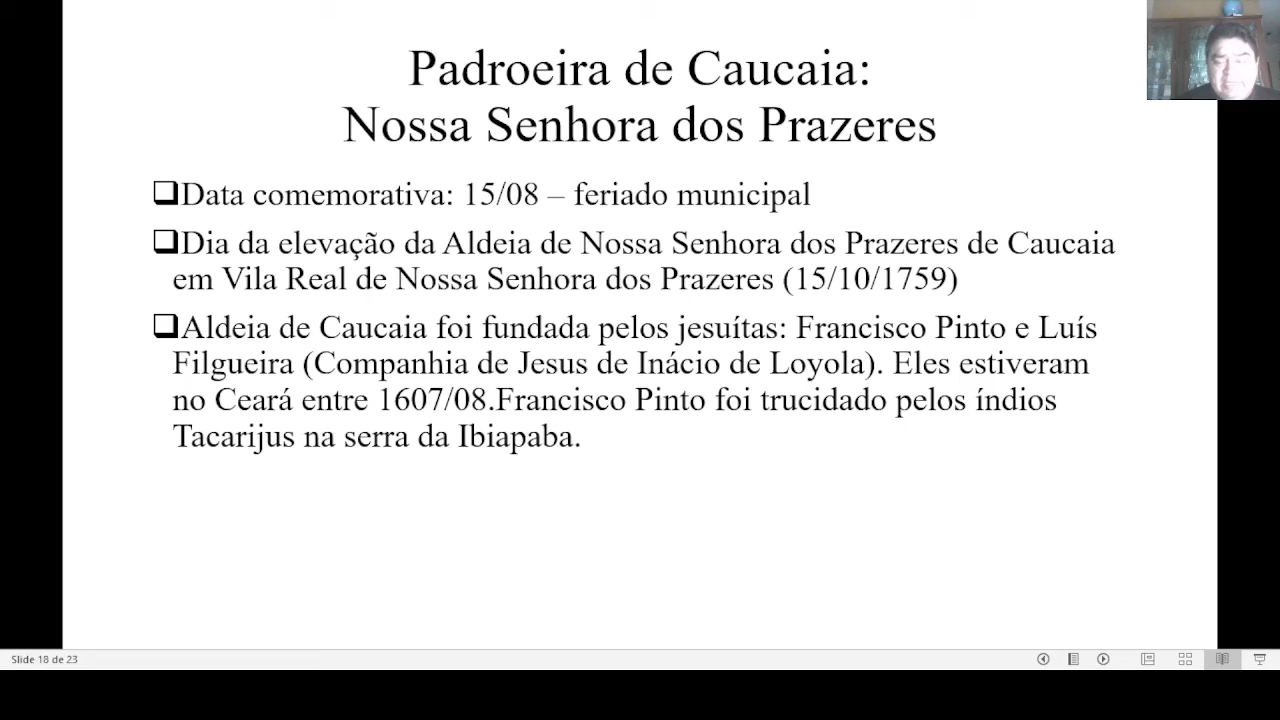 Padroeira de Caucaia:
Nossa Senhora dos Prazeres
Data comemorativa: 15/08 – feriado municipal
Dia da elevação da Aldeia de Nossa Senhora dos Prazeres de Caucaia
em Vila Real de Nossa Senhora dos Prazeres (15/10/1759)
Aldeia de Caucaia foi fundada pelos jesuítas: Francisco Pinto e Luís
Filgueira (Companhia de Jesus de Inácio de Loyola). Eles estiveram
no Ceará entre 1607/08.Francisco Pinto foi trucidado pelos índios
Tacarijus na serra da Ibiapaba.
Slide 18 de 23